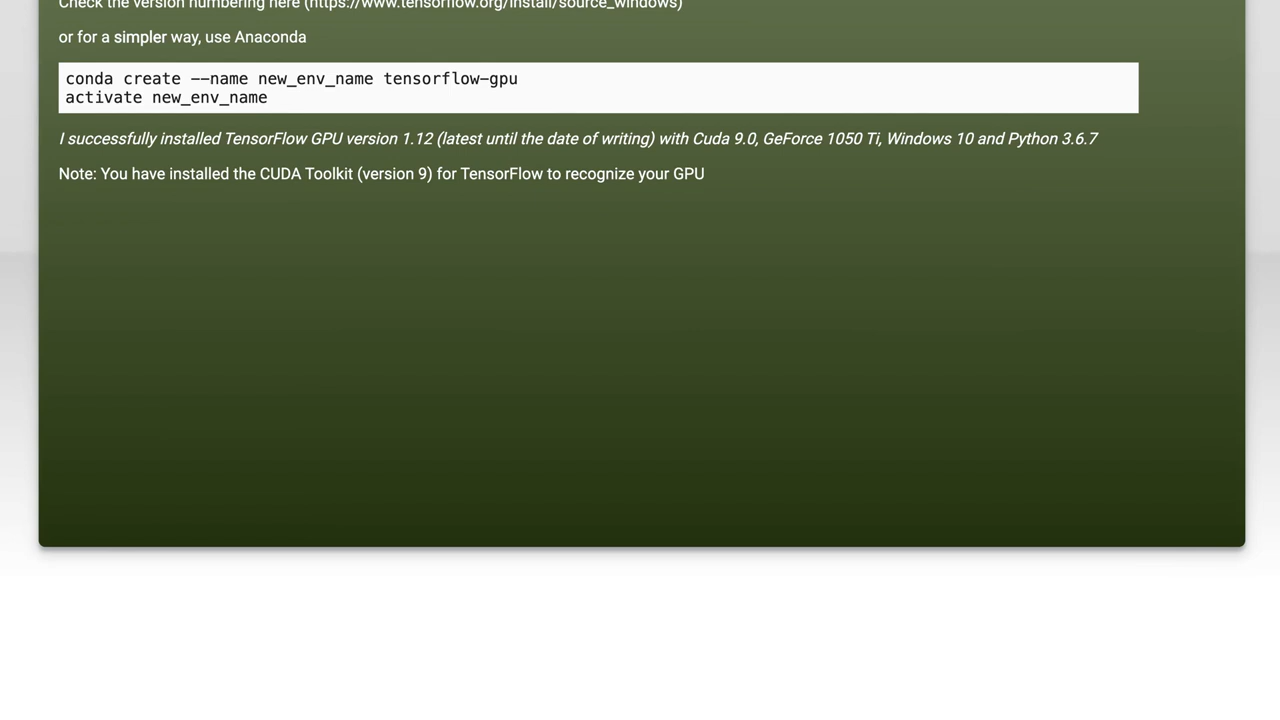 Check the version numbering here (https://www.tensorflow.org/install/source_windows)
or for a simpler way, use Anaconda
conda create --name new_env_name tensorflow-gpu
activate new_env_name
I successfully installed TensorFlow GPU version 1.12 (latest until the date of writing) with Cuda 9.0, GeForce 1050 Ti, Windows 10 and Python 3.6.7
Note: You have installed the CUDA Toolkit (version 9) for TensorFlow to recognize your GPU